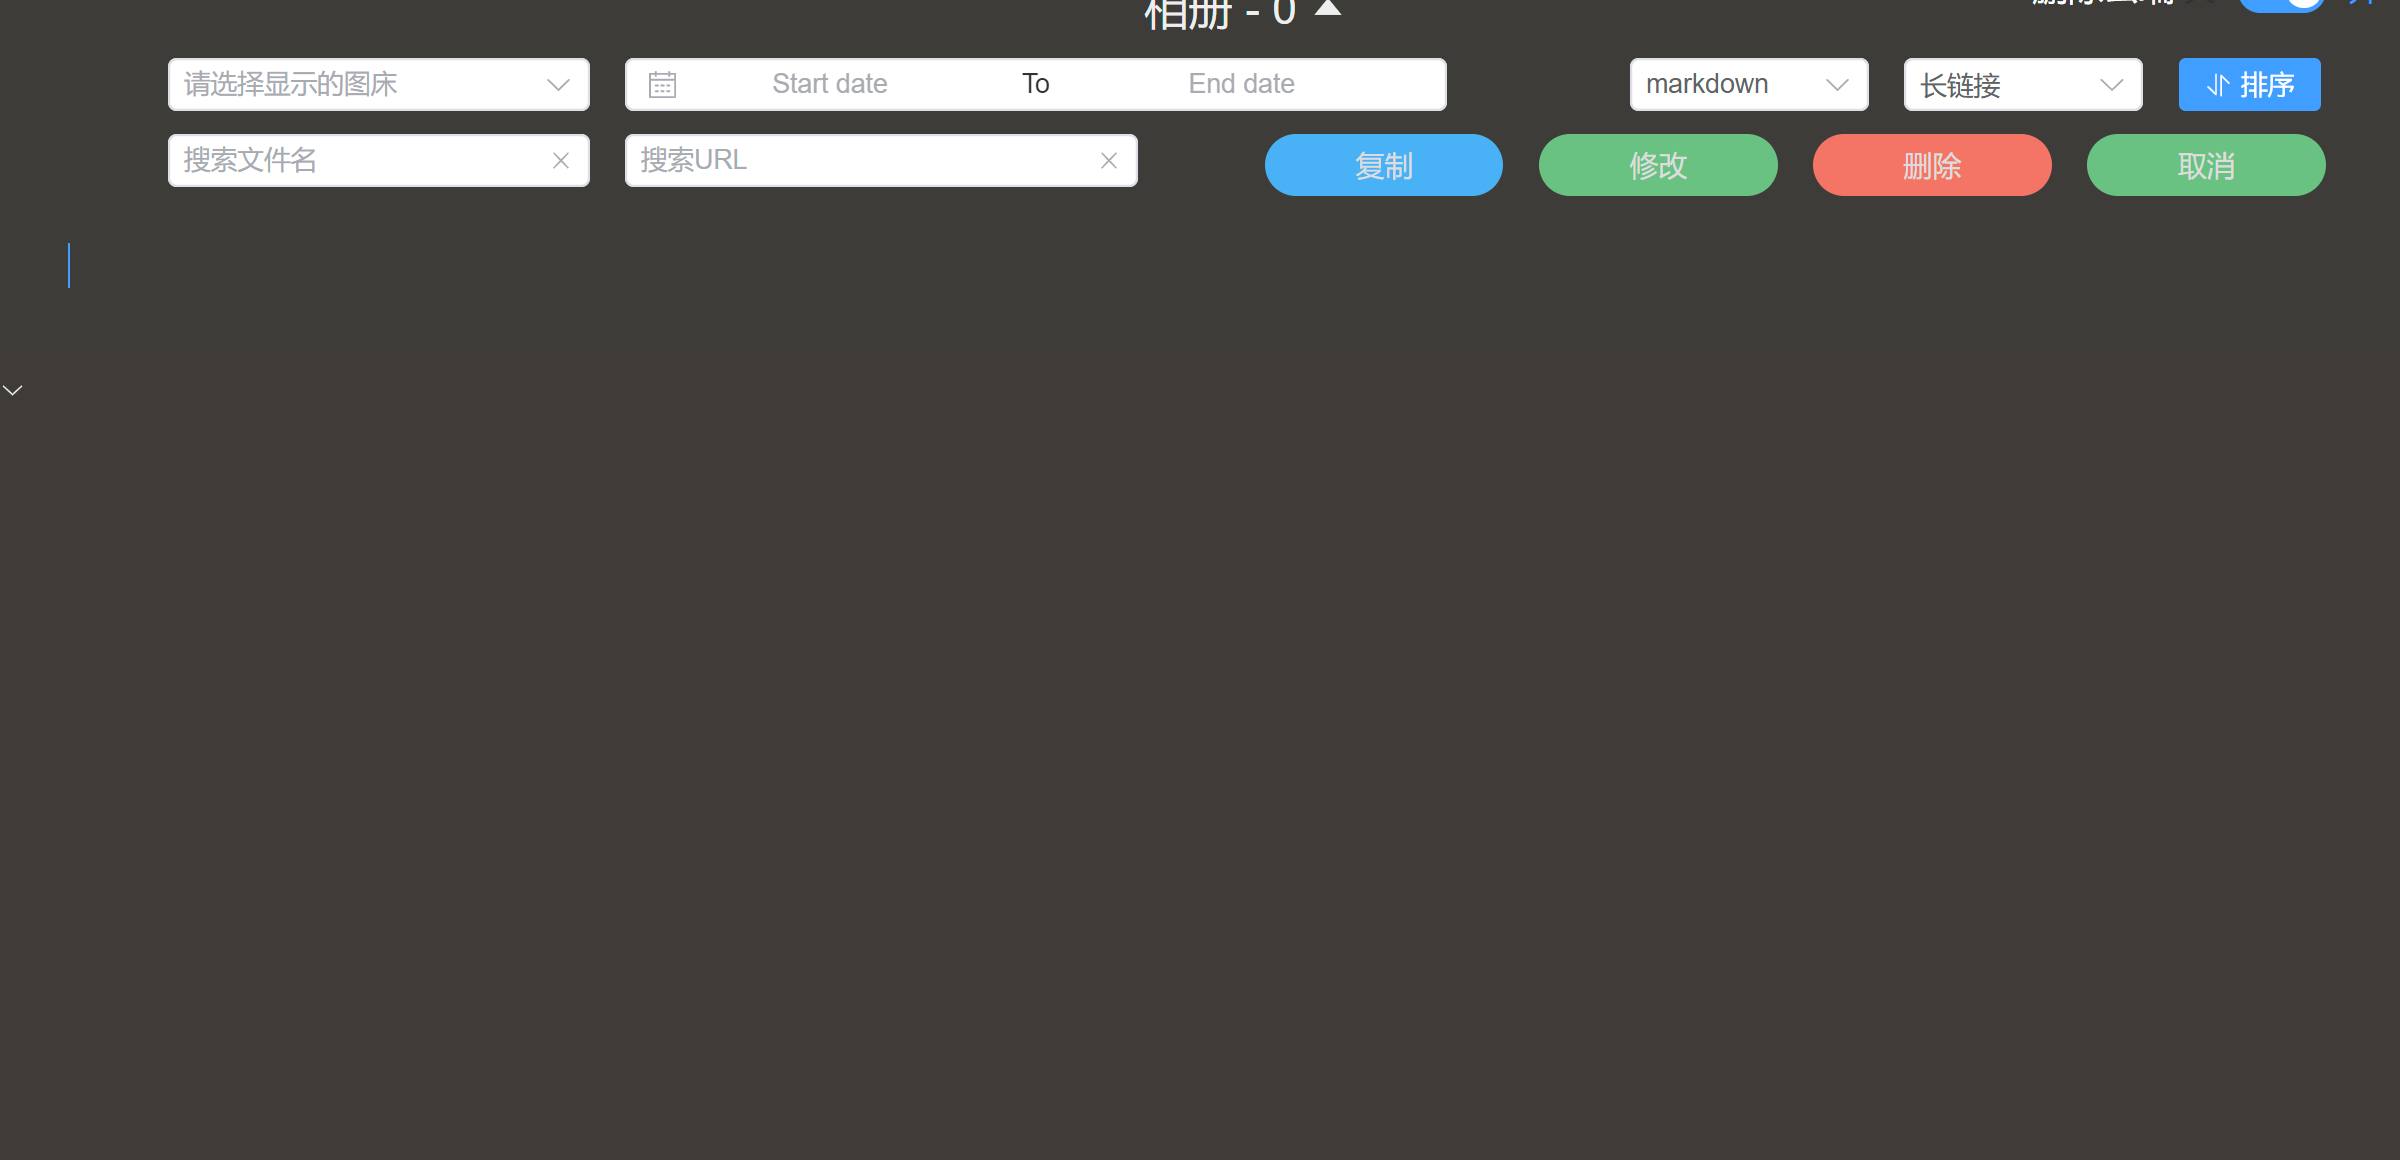 相册 - 0
请选择显示的图床
Start date To End date
markdown
长链接
排序
搜索文件名
搜索URL
复制
修改
删除
取消